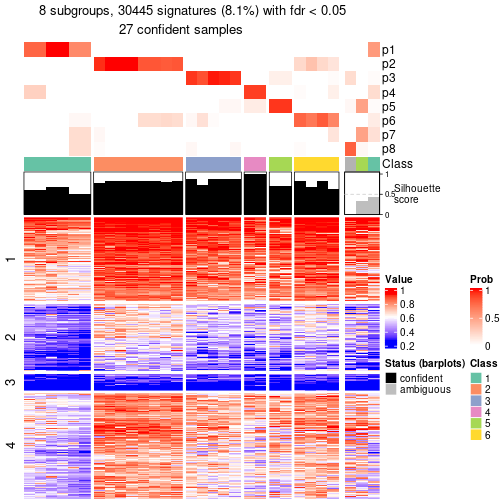 8 subgroups, 30445 signatures (8.1%) with fdr < 0.05
27 confident samples
p1
p2
p3
p4
p5
p6
p7
p8
Class
1
0.5
0
Silhouette
score
1
2
3
4
Value
1
0.8
0.6
0.4
0.2
Prob
1
0.5
0
Status (barplots)
confident
ambiguous
Class
1
2
3
4
5
6